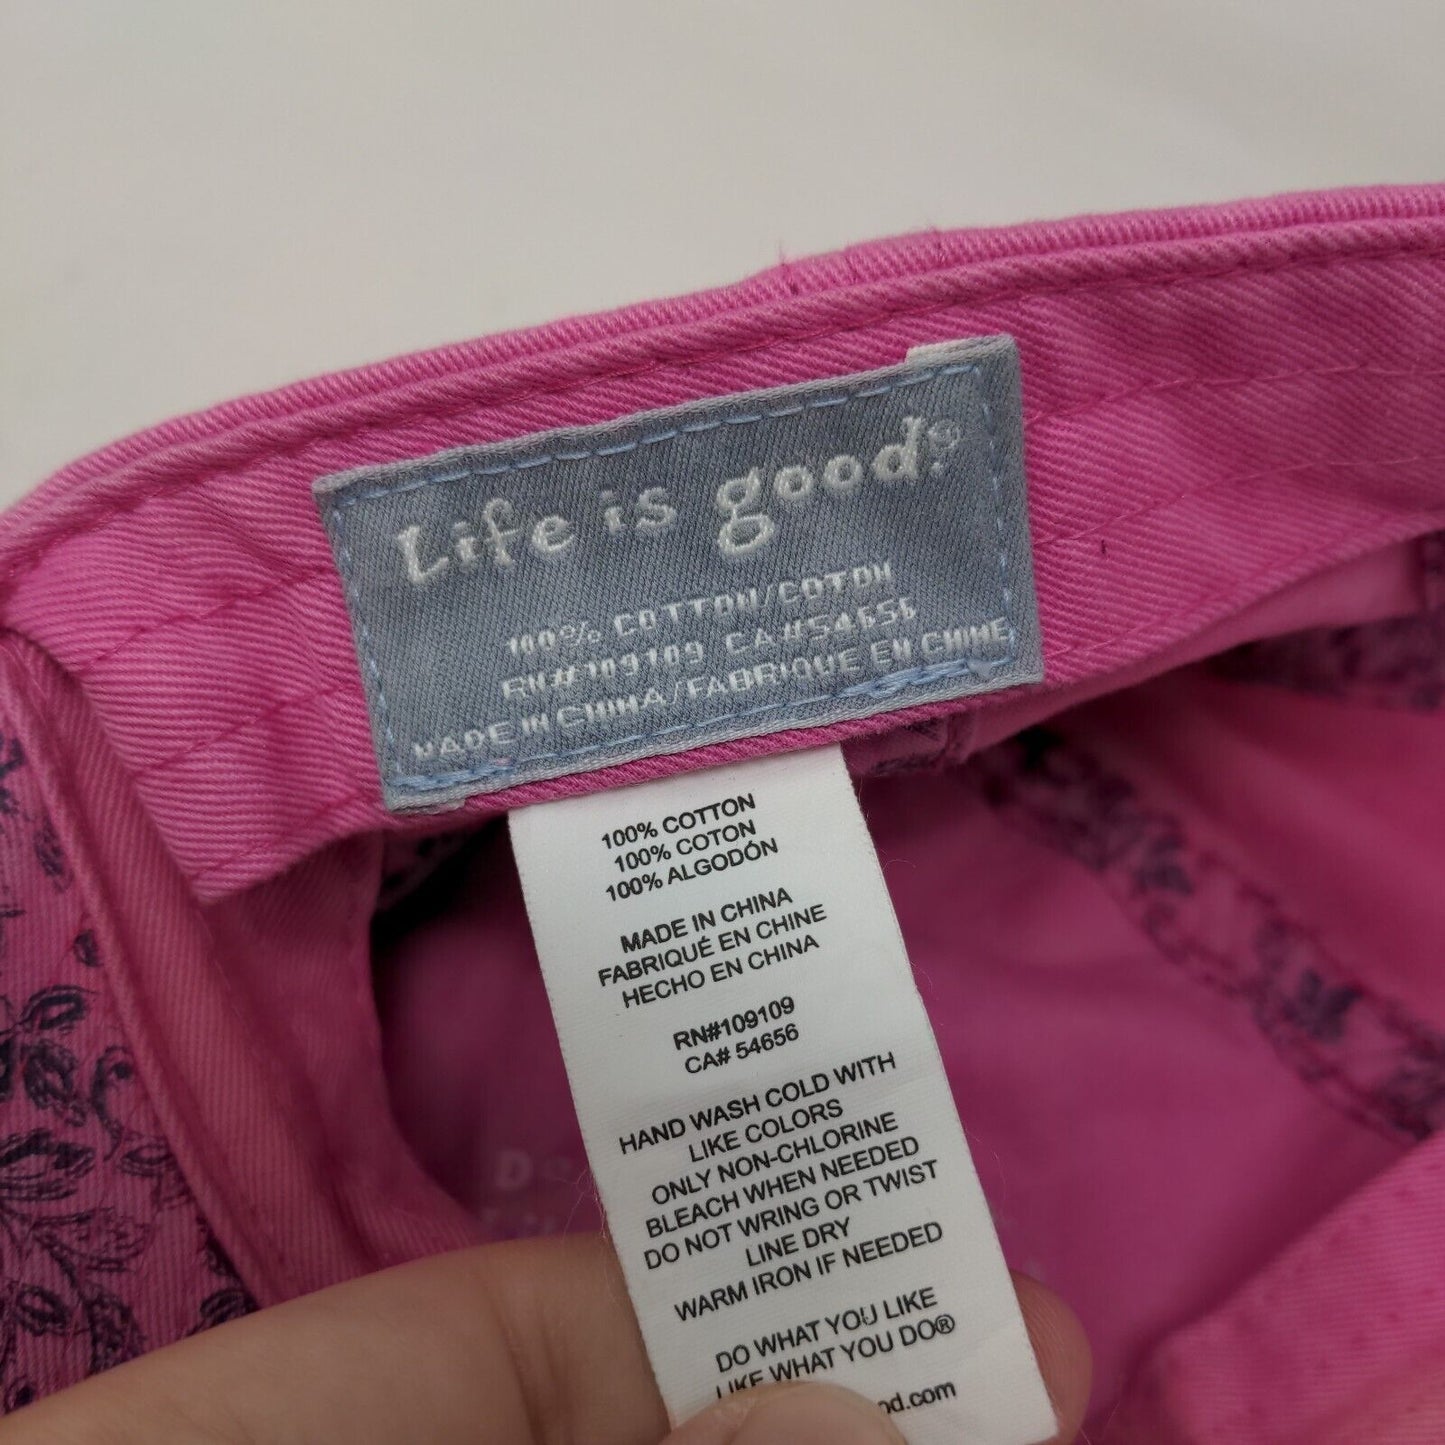 Life is good®
100% COTTON/COTON
RN#109109 CA#54656
MADE IN CHINA/FABRIQUE EN CHINE
100% COTTON
100% COTON
100% ALGODÓN
MADE IN CHINA
FABRIQUÉ EN CHINE
HECHO EN CHINA
RN#109109
CA# 54656
HAND WASH COLD WITH
LIKE COLORS
ONLY NON-CHLORINE
BLEACH WHEN NEEDED
DO NOT WRING OR TWIST
LINE DRY
WARM IRON IF NEEDED
DO WHAT YOU LIKE
LIKE WHAT YOU DO®
od.com